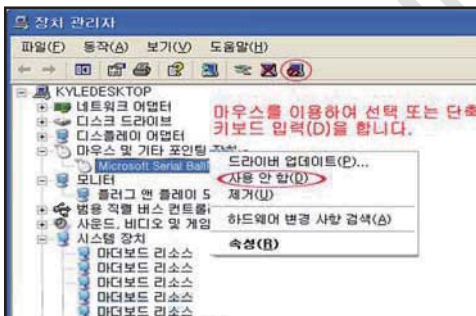 장치 관리자
파일(F) 동작(A) 보기(V) 도움말(H)
KYLEDESKTOP
네트워크 어댑터
디스크 드라이브
디스플레이 어댑터
마우스 및 기타 포인팅
Microsoft Serial Ball
모니터
플러그 앤 플레이
범용 직렬 버스 컨트롤
사운드, 비디오 및 게임
시스템 장치
마더보드 리소스
마더보드 리소스
마더보드 리소스
마더보드 리소스
마더보드 리소스
마우스를 이용하여 선택 또는 단축
키보드 입력(D)을 합니다.
드라이버 업데이트(P)...
사용 안 함(D)
제거(U)
하드웨어 변경 사항 검색(A)
속성(R)